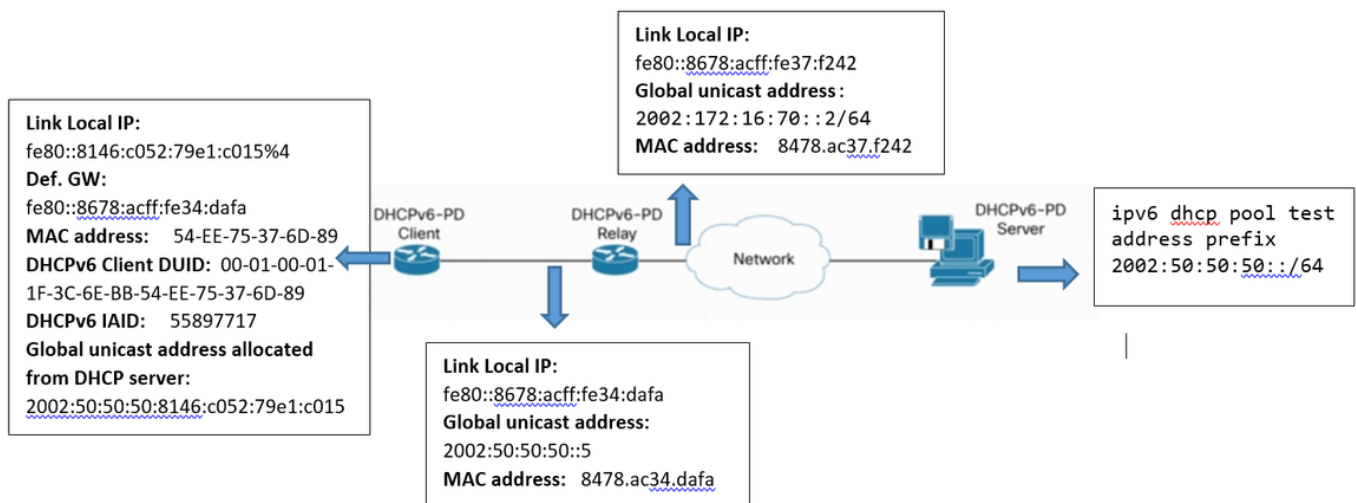 Link Local IP:
fe80::8678:acff:fe37:f242
Global unicast address:
2002:172:16:70::2/64
MAC address: 8478.ac37.f242
Link Local IP:
fe80::8146:c052:79e1:c015%4
Def. GW:
fe80::8678:acff:fe34:dafa
MAC address: 54-EE-75-37-6D-89
DHCPv6 Client DUID: 00-01-00-01-
1F-3C-6E-BB-54-EE-75-37-6D-89
DHCPv6 IAID: 55897717
Global unicast address allocated
from DHCP server:
2002:50:50:50:8146:c052:79e1:c015
DHCPv6-PD
Client
DHCPv6-PD
Relay
Network
DHCPv6-PD
Server
ipv6 dhcp pool test
address prefix
2002:50:50:50::/64
Link Local IP:
fe80::8678:acff:fe34:dafa
Global unicast address:
2002:50:50:50::5
MAC address: 8478.ac34.dafa